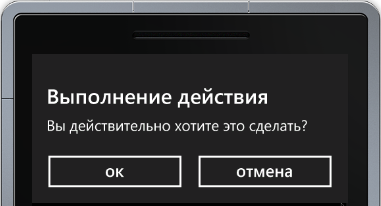 Выполнение действия
Вы действительно хотите это сделать?
ок
отмена